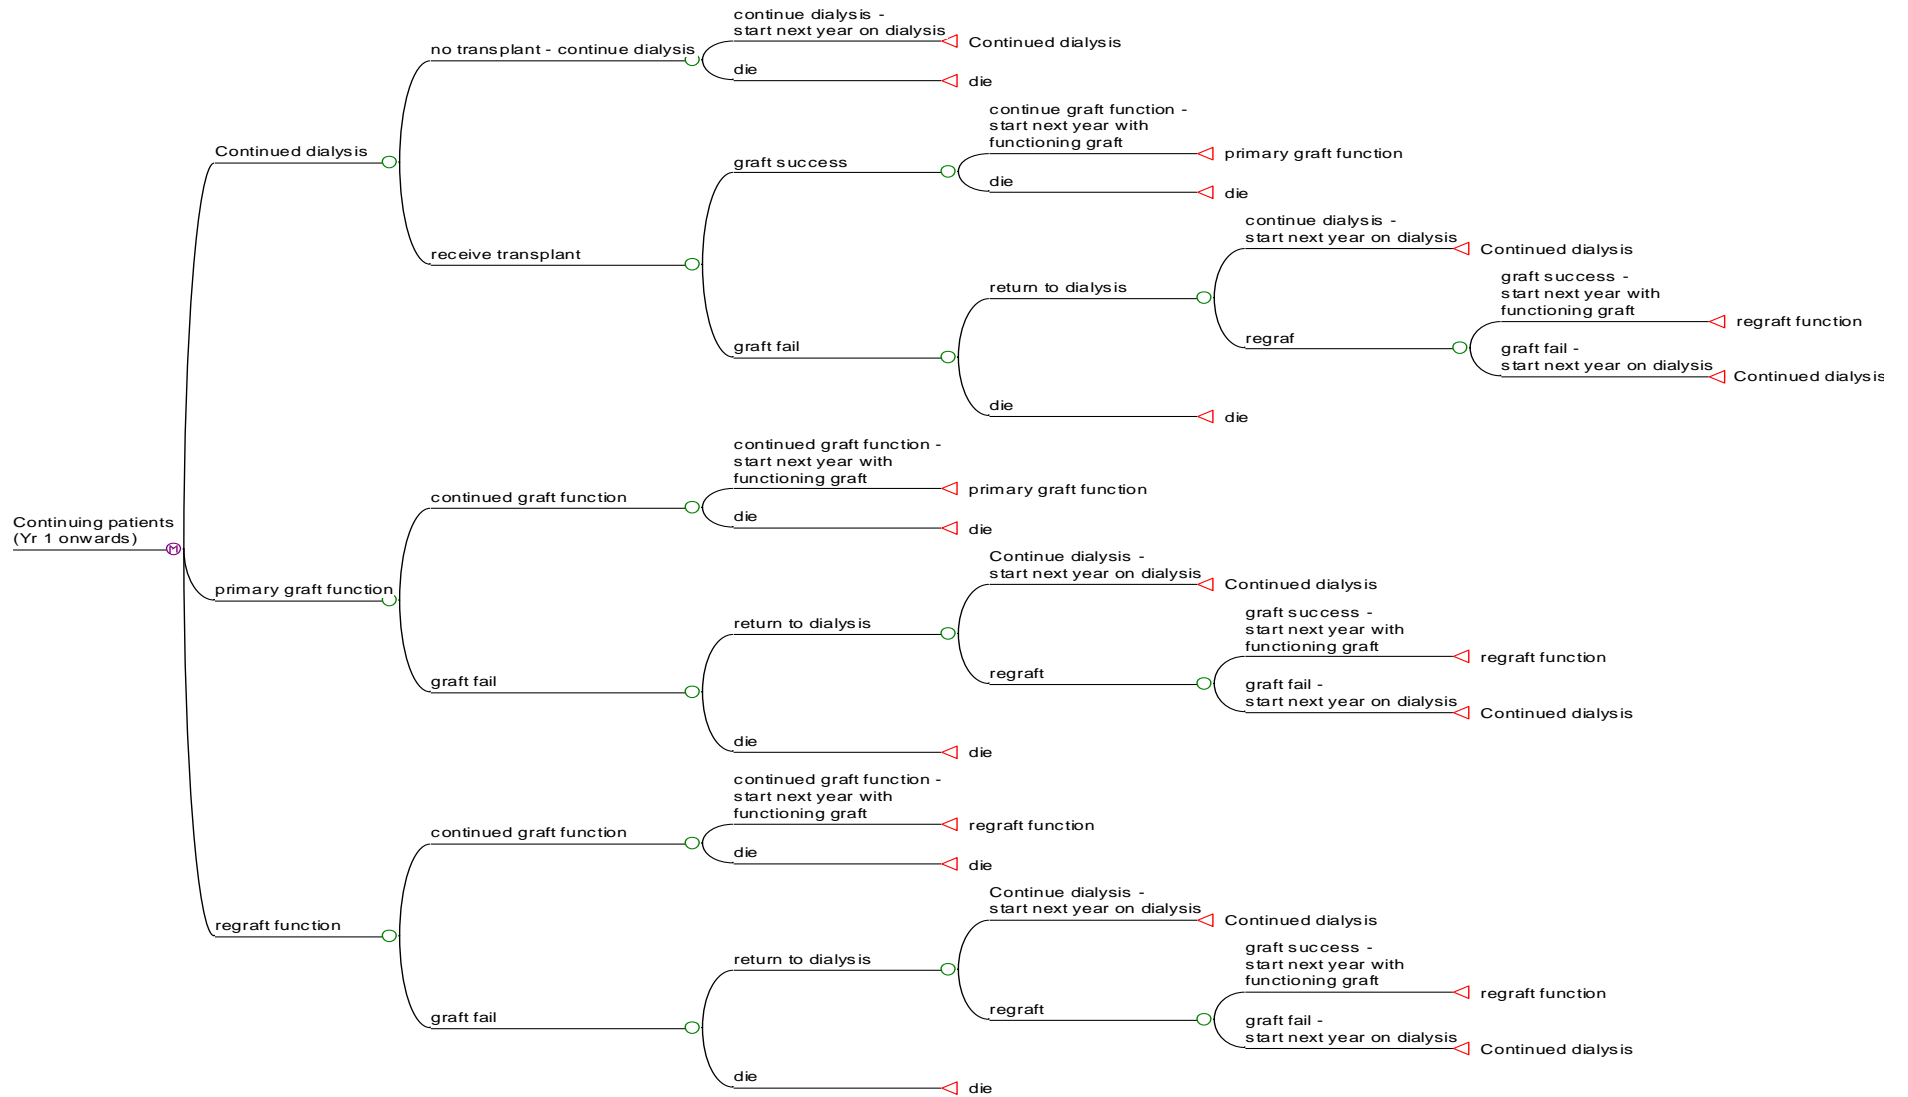 continue dialysis -
start next year on dialysis
Continued dialysis
no transplant - continue dialysis
die
die
continue graft function -
start next year with
functioning graft
primary graft function
Continued dialysis
graft success
die
die
continue dialysis -
start next year on dialysis
Continued dialysis
receive transplant
graft success -
start next year with
functioning graft
regraft function
return to dialysis
regraf
graft fail
graft fail -
start next year on dialysis
Continued dialysis
die
die
continued graft function -
start next year with
functioning graft
primary graft function
continued graft function
die
die
Continuing patients
(Yr 1 onwards)
Continue dialysis -
start next year on dialysis
Continued dialysis
primary graft function
graft success -
start next year with
functioning graft
regraft function
return to dialysis
regraft
graft fail
graft fail -
start next year on dialysis
Continued dialysis
die
die
continued graft function -
start next year with
functioning graft
regraft function
continued graft function
die
die
Continue dialysis -
start next year on dialysis
Continued dialysis
regraft function
graft success -
start next year with
functioning graft
regraft function
return to dialysis
regraft
graft fail
graft fail -
start next year on dialysis
Continued dialysis
die
die